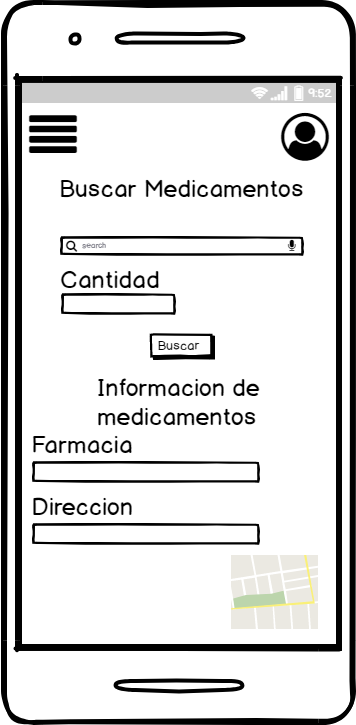 9:52
Buscar Medicamentos
search
Cantidad
Buscar
Informacion de
medicamentos
Farmacia
Direccion